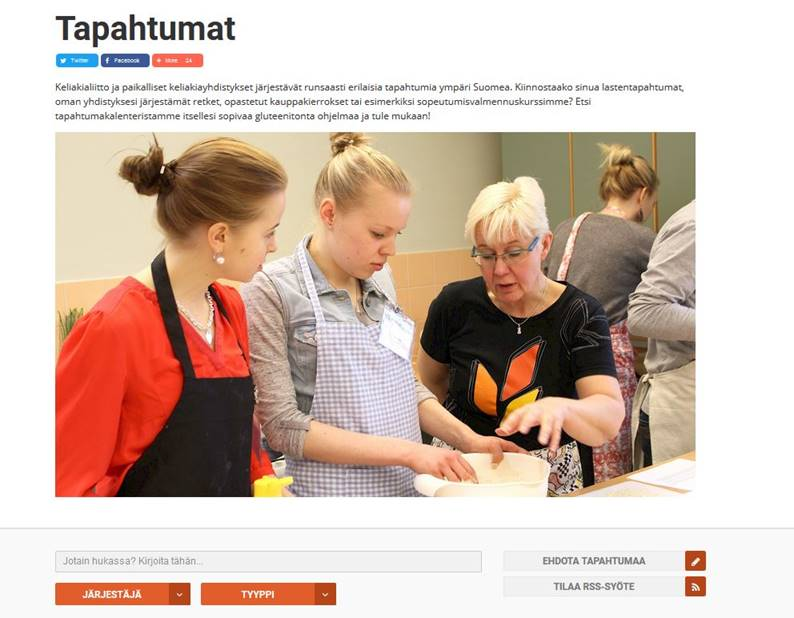 Tapahtumat
Twitter Facebook More 24
Keliakialiitto ja paikalliset keliakiayhdistykset järjestävät runsaasti erilaisia tapahtumia ympäri Suomea. Kiinnostaako sinua lastentapahtumat,
oman yhdistyksesi järjestämät retket, opastetut kauppakierrokset tai esimerkiksi sopeutumisvalmennuskurssimme? Etsi
tapahtumakalenteristamme itsellesi sopivaa gluteenitonta ohjelmaa ja tule mukaan!
Jotain hukassa? Kirjoita tähän...
EHDOTA TAPAHTUMAA
JÄRJESTÄJÄ
TYYPPI
TILAA RSS-SYÖTE